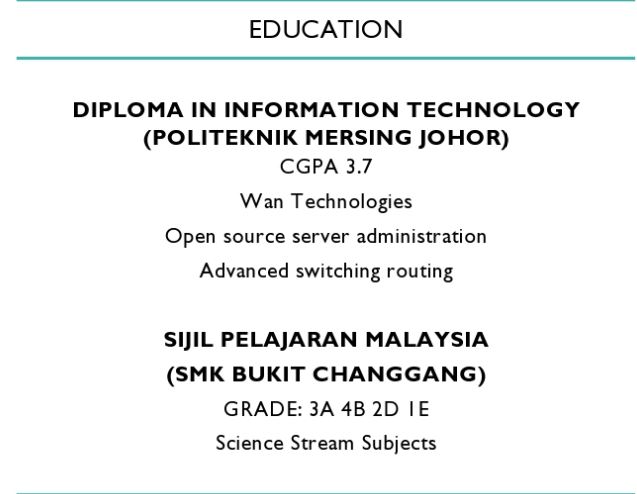 EDUCATION
DIPLOMA IN INFORMATION TECHNOLOGY
(POLITEKNIK MERSING JOHOR)
CGPA 3.7
Wan Technologies
Open source server administration
Advanced switching routing
SIJIL PELAJARAN MALAYSIA
(SMK BUKIT CHANGGANG)
GRADE: 3A 4B 2D 1E
Science Stream Subjects